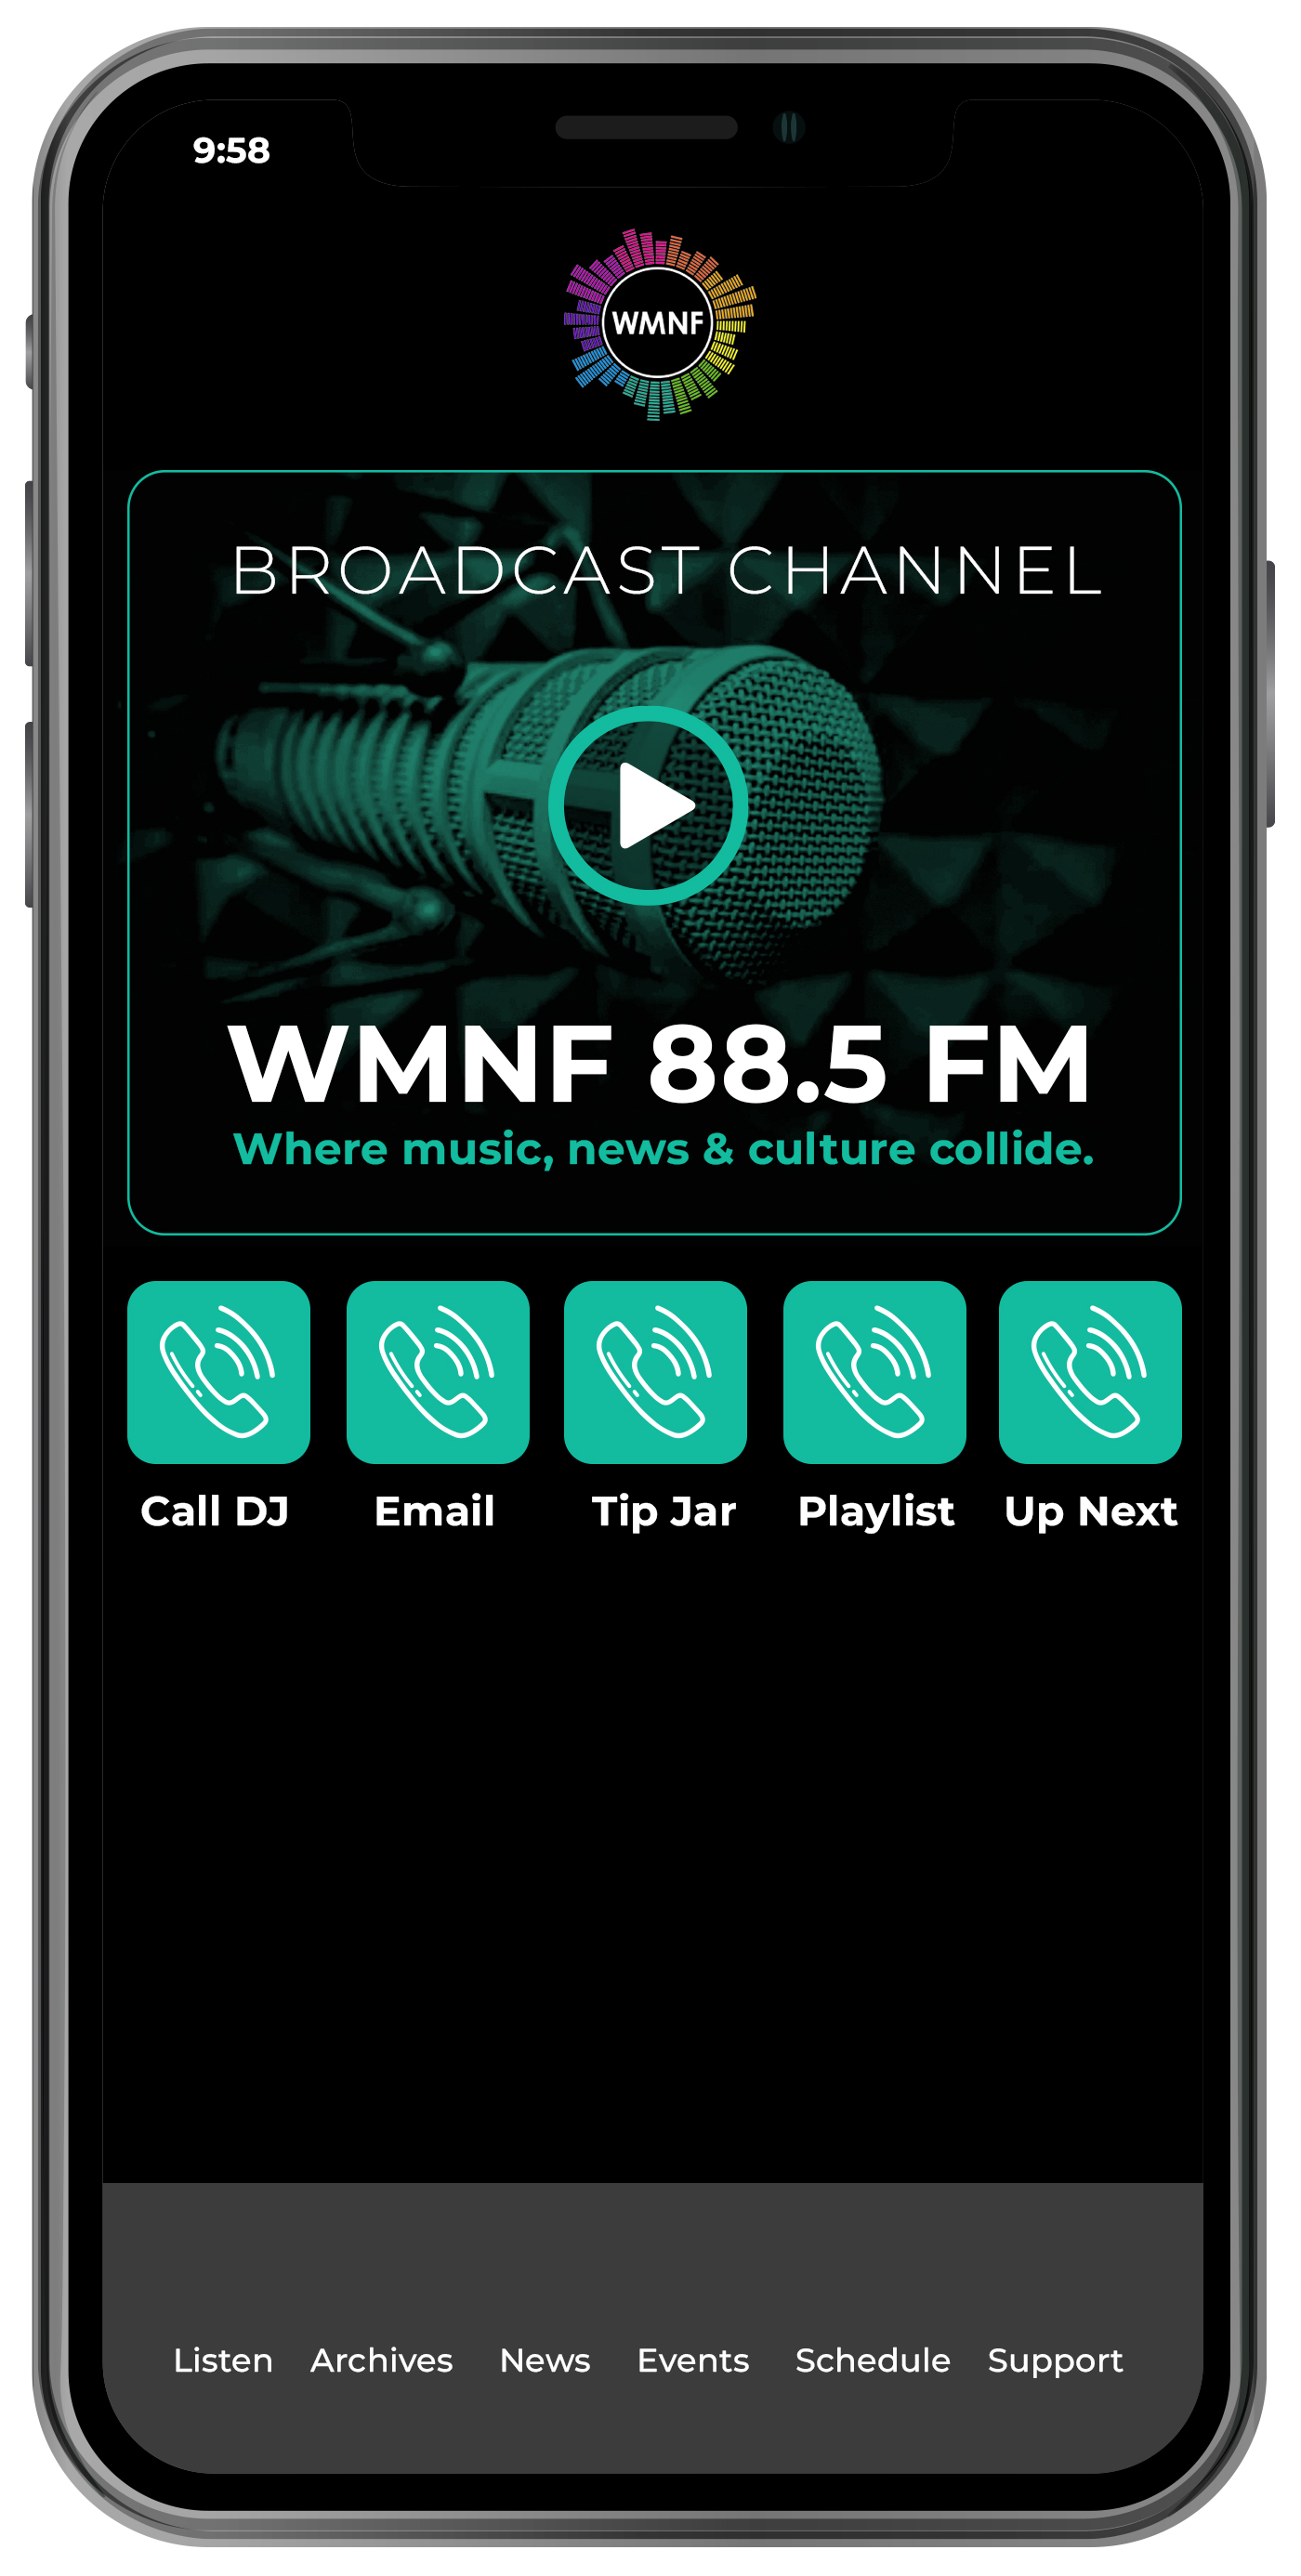 9:58
WMNF
BROADCAST CHANNEL
WMNF 88.5 FM
Where music, news & culture collide.
Call DJ Email Tip Jar Playlist Up Next
Listen Archives News Events Schedule Support